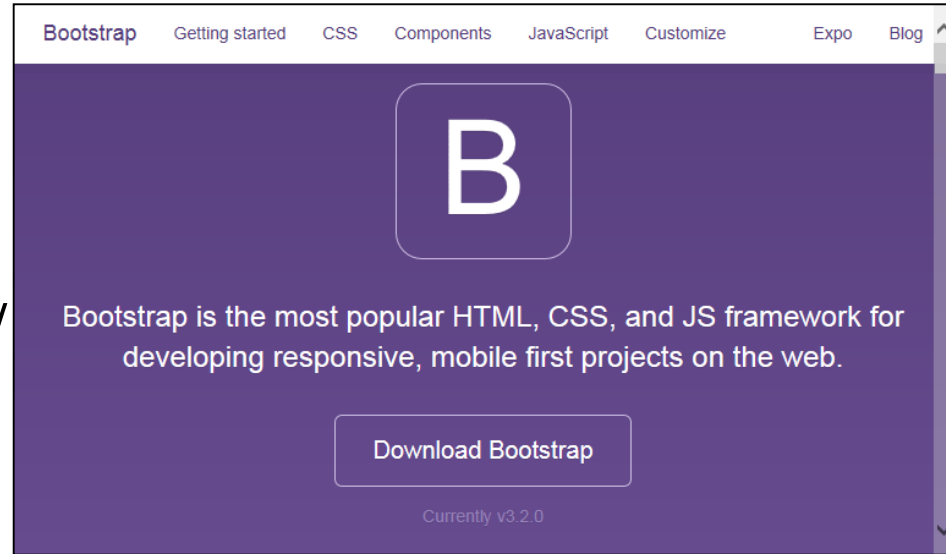 Bootstrap Getting started CSS Components JavaScript Customize Expo Blog
B
Bootstrap is the most popular HTML, CSS, and JS framework for
developing responsive, mobile first projects on the web.
Download Bootstrap
Currently v3.2.0